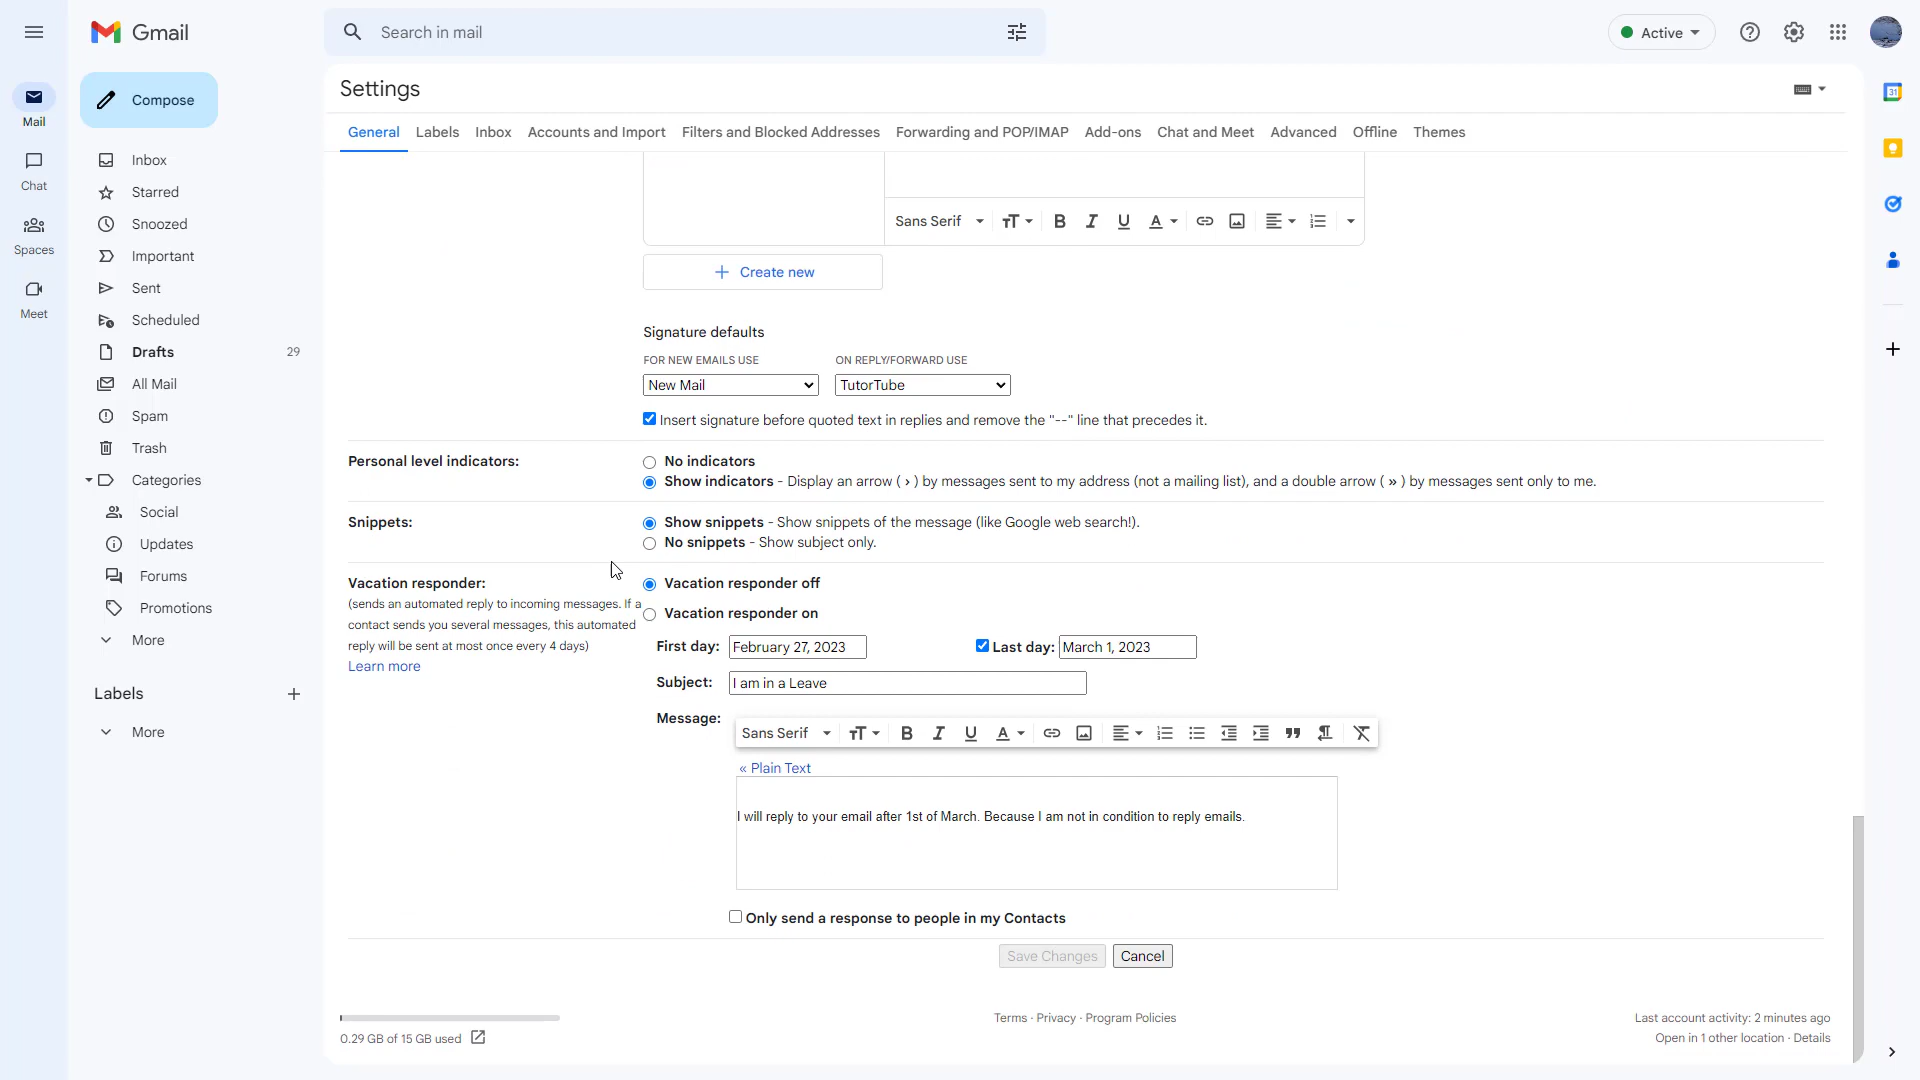 Gmail
Search in mail
Active
Compose
Mail
Chat
Spaces
Meet
Inbox
Starred
Snoozed
Important
Sent
Scheduled
Drafts 29
All Mail
Spam
Trash
Categories
Social
Updates
Forums
Promotions
More
Labels
More
Settings
General Labels Inbox Accounts and Import Filters and Blocked Addresses Forwarding and POP/IMAP Add-ons Chat and Meet Advanced Offline Themes
Sans Serif
Create new
Signature defaults
FOR NEW EMAILS USE ON REPLY/FORWARD USE
New Mail TutorTube
Insert signature before quoted text in replies and remove the "--" line that precedes it.
Personal level indicators:
No indicators
Show indicators - Display an arrow ( › ) by messages sent to my address (not a mailing list), and a double arrow ( » ) by messages sent only to me.
Snippets:
Show snippets - Show snippets of the message (like Google web search!).
No snippets - Show subject only.
Vacation responder:
(sends an automated reply to incoming messages. If a
contact sends you several messages, this automated
reply will be sent at most once every 4 days)
Learn more
Vacation responder off
Vacation responder on
First day: February 27, 2023 Last day: March 1, 2023
Subject: I am in a Leave
Message:
Sans Serif
« Plain Text
I will reply to your email after 1st of March. Because I am not in condition to reply emails.
Only send a response to people in my Contacts
Save Changes Cancel
0.29 GB of 15 GB used
Terms · Privacy · Program Policies
Last account activity: 2 minutes ago
Open in 1 other location · Details
31